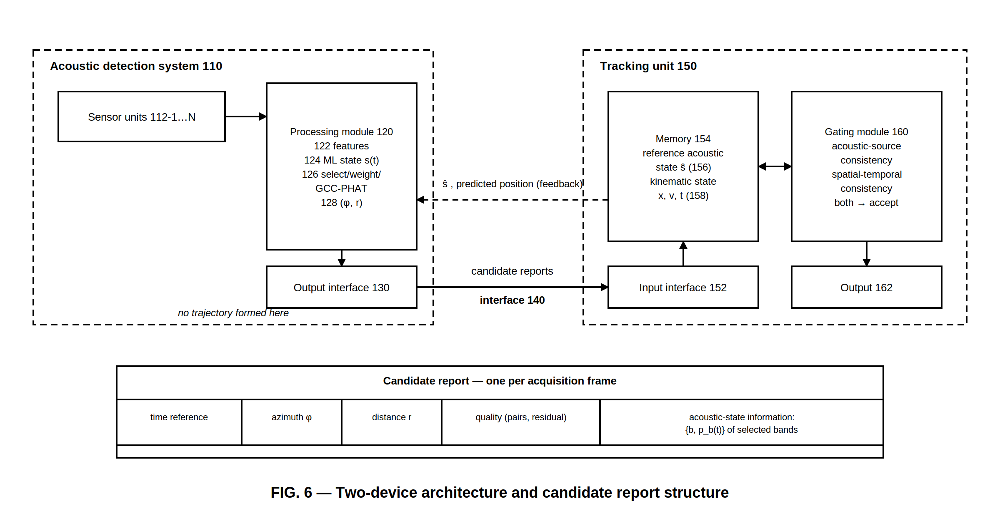 Acoustic detection system 110
Sensor units 112-1…N
Processing module 120
122 features
124 ML state s(t)
126 select/weight/
GCC-PHAT
128 (φ, r)
Output interface 130
no trajectory formed here
ŝ , predicted position (feedback)
candidate reports
interface 140
Tracking unit 150
Memory 154
reference acoustic
state ŝ (156)
kinematic state
x, v, t (158)
Gating module 160
acoustic-source
consistency
spatial-temporal
consistency
both → accept
Input interface 152
Output 162
Candidate report — one per acquisition frame
time reference
azimuth φ
distance r
quality (pairs, residual)
acoustic-state information:
{b, p_b(t)} of selected bands
FIG. 6 — Two-device architecture and candidate report structure